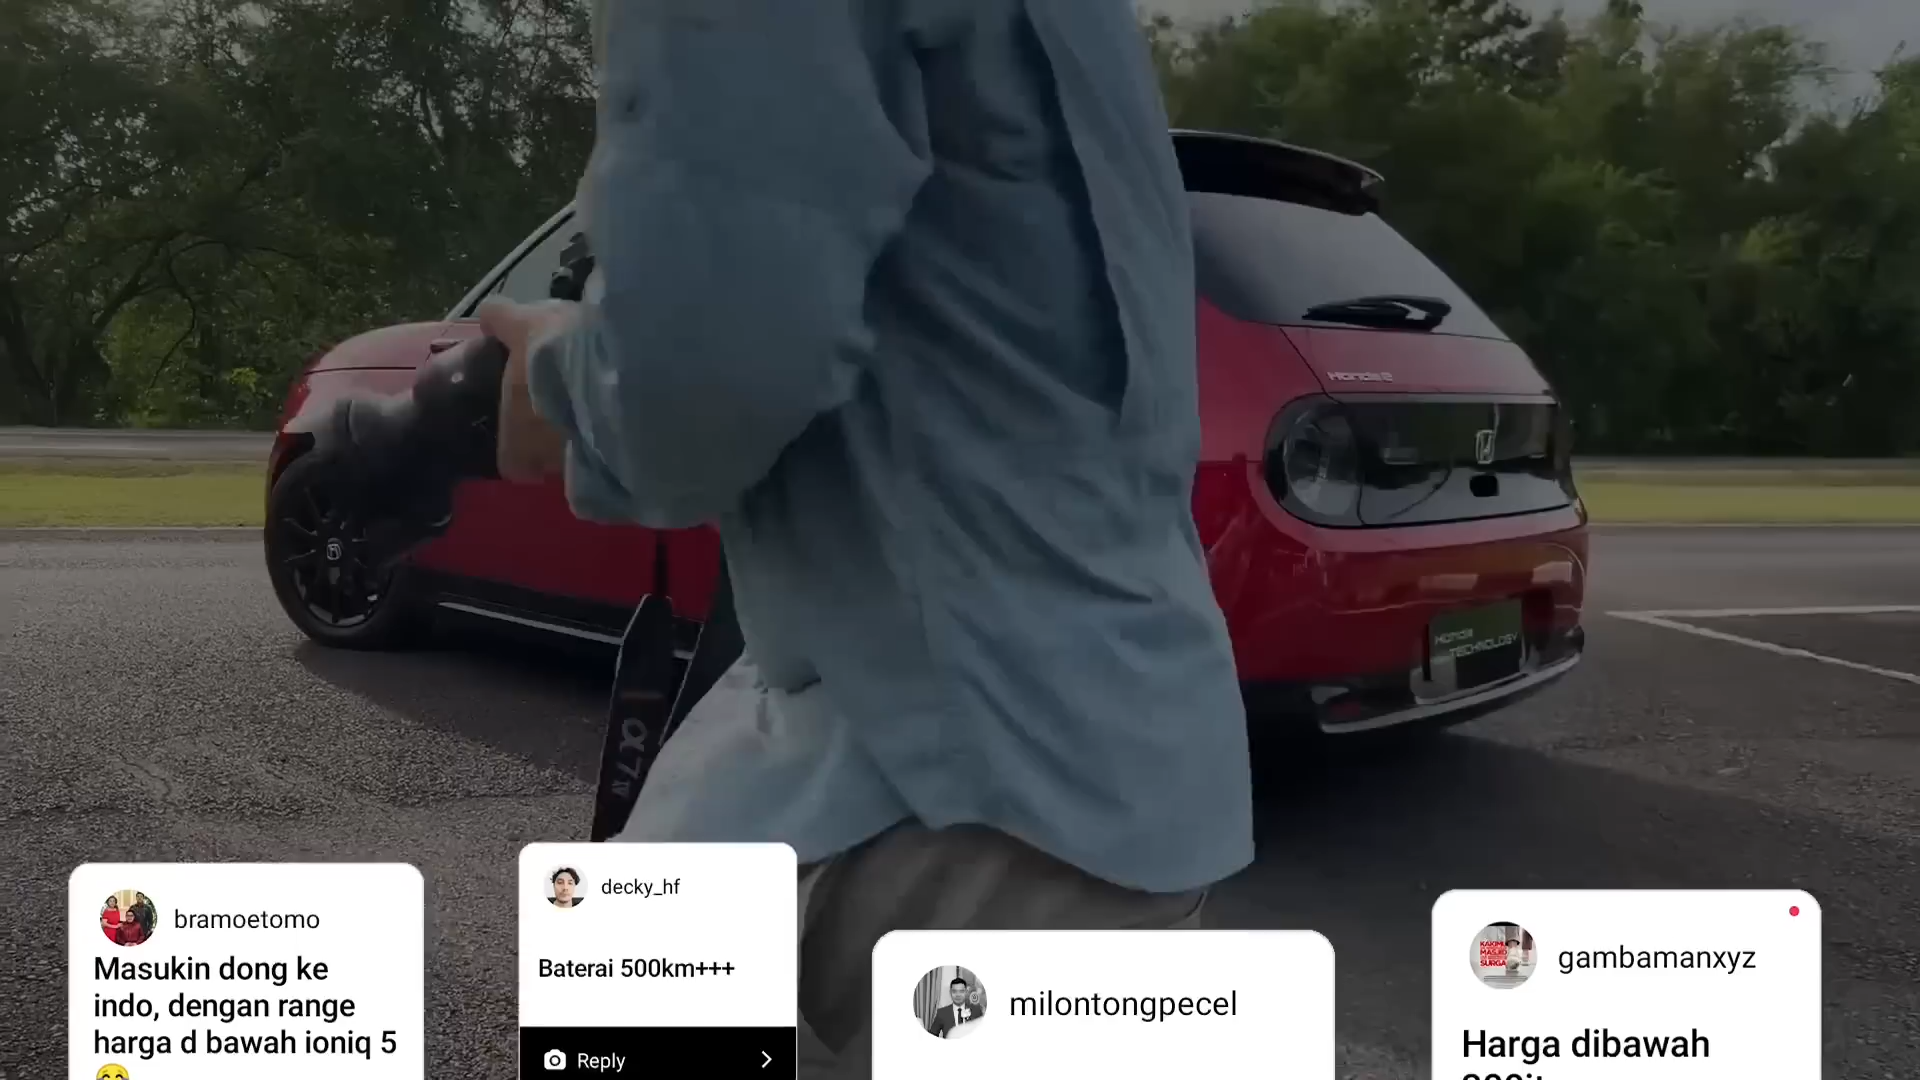 Honda e
Honda
TECHNOLOGY
α7IV
bramoetomo
Masukin dong ke
indo, dengan range
harga d bawah ioniq 5
decky_hf
Baterai 500km+++
Reply
milontongpecel
gambamanxyz
Harga dibawah